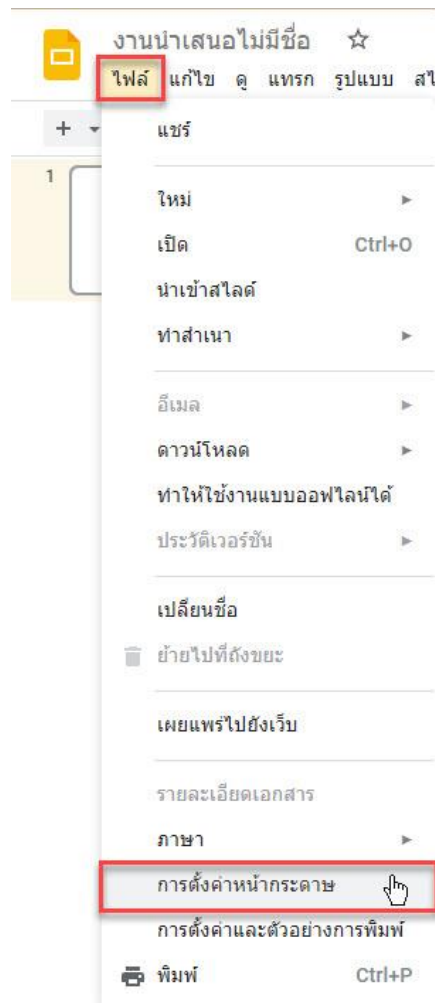 งานนำเสนอไม่มีชื่อ
ไฟล์ แก้ไข ดู แทรก รูปแบบ
แชร์
1
ใหม่
เปิด Ctrl+O
นำเข้าสไลด์
ทำสำเนา
อีเมล
ดาวน์โหลด
ทำให้ใช้งานแบบออฟไลน์ได้
ประวัติเวอร์ชัน
เปลี่ยนชื่อ
ย้ายไปที่ถังขยะ
เผยแพร่ไปยังเว็บ
รายละเอียดเอกสาร
ภาษา
การตั้งค่าหน้ากระดาษ
การตั้งค่าและตัวอย่างการพิมพ์
พิมพ์ Ctrl+P